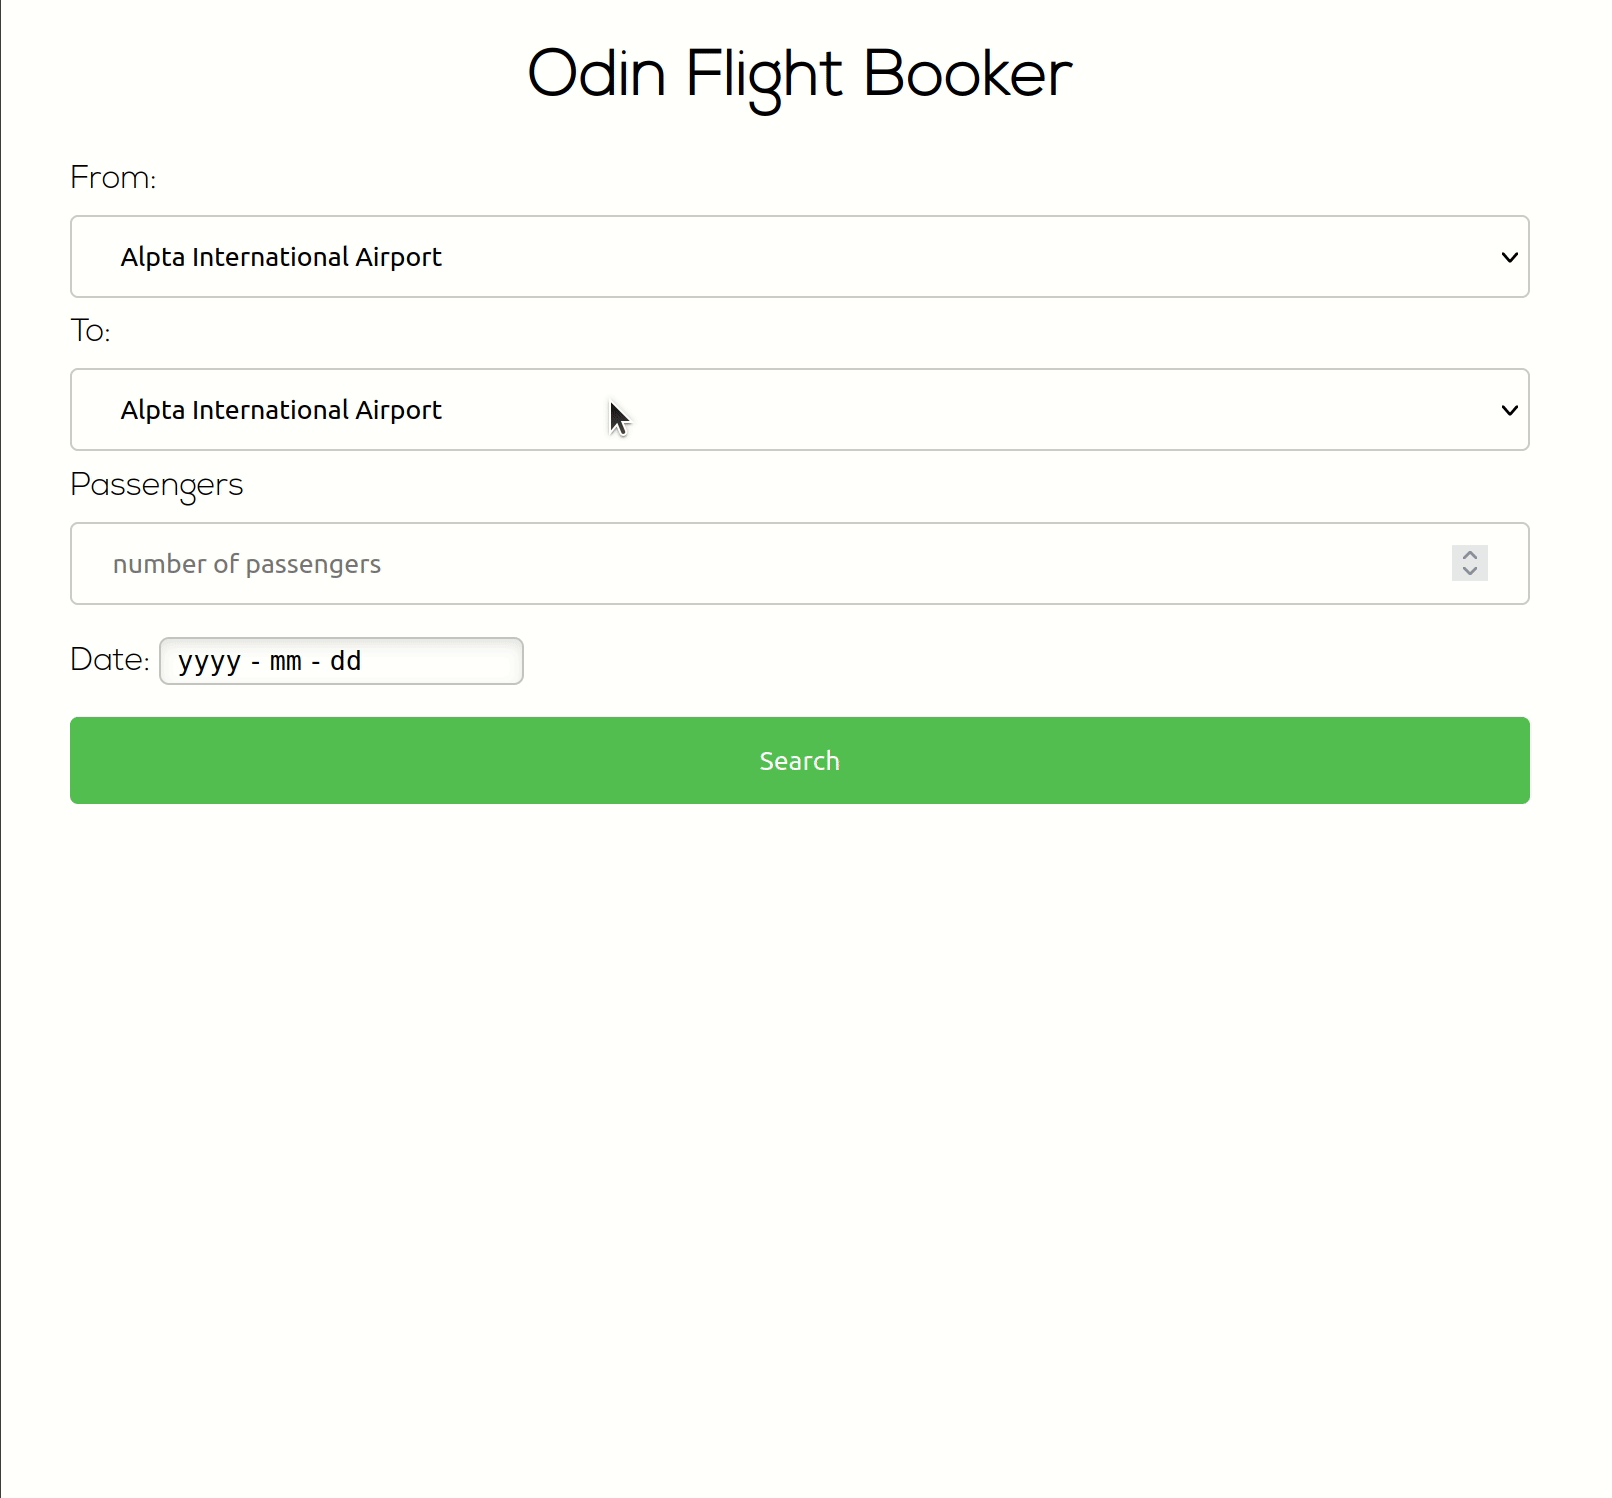 Odin Flight Booker
From:
Alpta International Airport
To:
Alpta International Airport
Passengers
number of passengers
Date: yyyy - mm - dd
Search